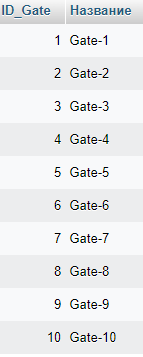 ID_Gate Название
1 Gate-1
2 Gate-2
3 Gate-3
4 Gate-4
5 Gate-5
6 Gate-6
7 Gate-7
8 Gate-8
9 Gate-9
10 Gate-10